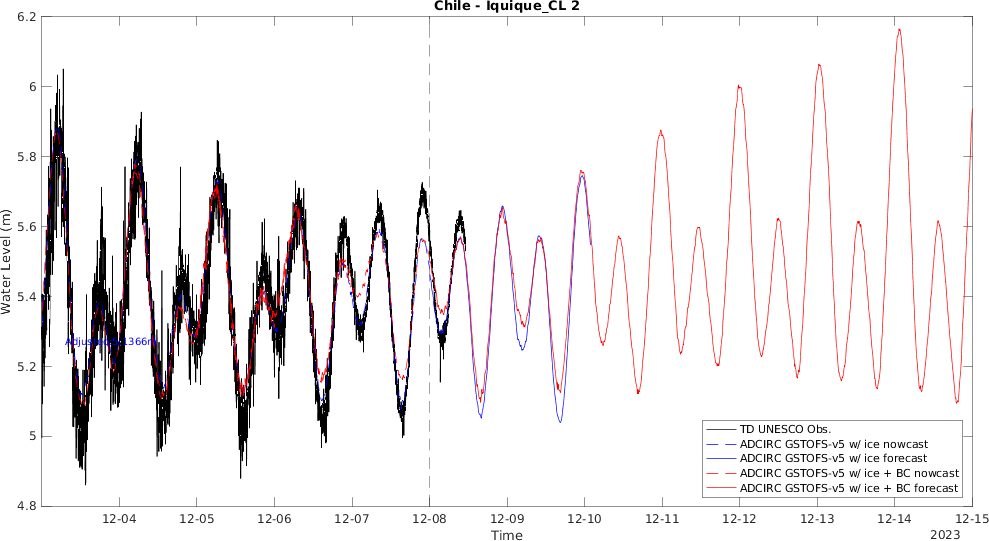 Chile - Iquique_CL 2
6.2
6
5.8
5.6
5.4
5.2
5
4.8
Water Level (m)
12-04
12-05
12-06
12-07
12-08
12-09
12-10
12-11
12-12
12-13
12-14
12-15
Time
2023
TD UNESCO Obs.
ADCIRC GSTOFS-v5 w/ ice nowcast
ADCIRC GSTOFS-v5 w/ ice forecast
ADCIRC GSTOFS-v5 w/ ice + BC nowcast
ADCIRC GSTOFS-v5 w/ ice + BC forecast